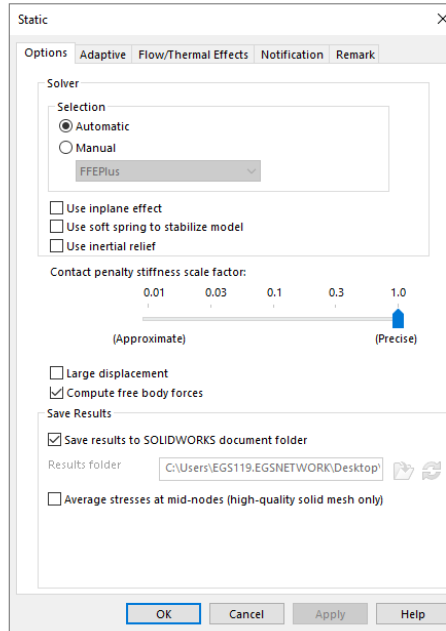 Static
Options Adaptive Flow/Thermal Effects Notification Remark
Solver
Selection
Automatic
Manual
FFEPlus
Use inplane effect
Use soft spring to stabilize model
Use inertial relief
Contact penalty stiffness scale factor:
0.01 0.03 0.1 0.3 1.0
(Approximate) (Precise)
Large displacement
Compute free body forces
Save Results
Save results to SOLIDWORKS document folder
Results folder C:\Users\EGS119.EGSNETWORK\Desktop\
Average stresses at mid-nodes (high-quality solid mesh only)
OK Cancel Apply Help